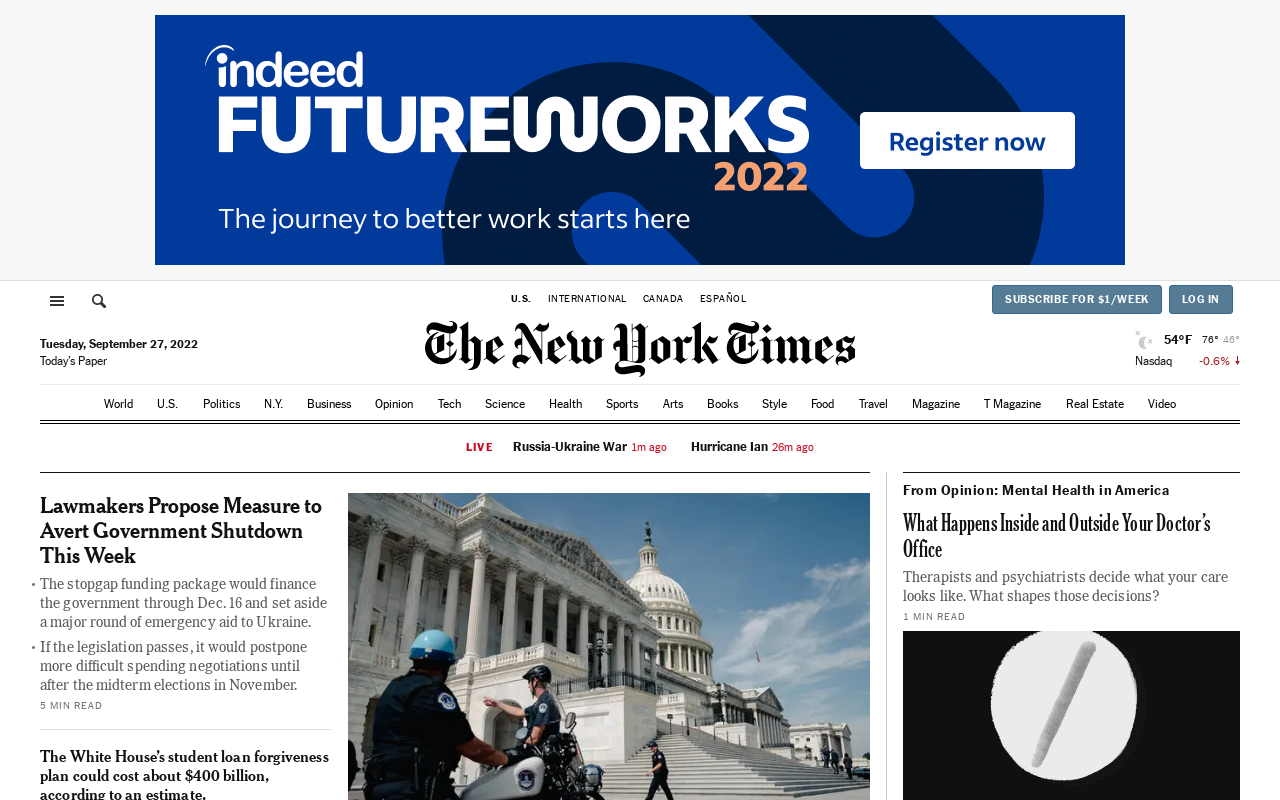 indeed
FUTUREWORKS
2022
The journey to better work starts here
Register now
U.S. INTERNATIONAL CANADA ESPAÑOL
SUBSCRIBE FOR $1/WEEK LOG IN
The New York Times
Tuesday, September 27, 2022
Today's Paper
54°F 76° 46°
Nasdaq -0.6%
World U.S. Politics N.Y. Business Opinion Tech Science Health Sports Arts Books Style Food Travel Magazine T Magazine Real Estate Video
LIVE Russia-Ukraine War 1m ago Hurricane Ian 26m ago
Lawmakers Propose Measure to
Avert Government Shutdown
This Week
• The stopgap funding package would finance
the government through Dec. 16 and set aside
a major round of emergency aid to Ukraine.
• If the legislation passes, it would postpone
more difficult spending negotiations until
after the midterm elections in November.
5 MIN READ
The White House's student loan forgiveness
plan could cost about $400 billion,
according to an estimate.
From Opinion: Mental Health in America
What Happens Inside and Outside Your Doctor's
Office
Therapists and psychiatrists decide what your care
looks like. What shapes those decisions?
1 MIN READ